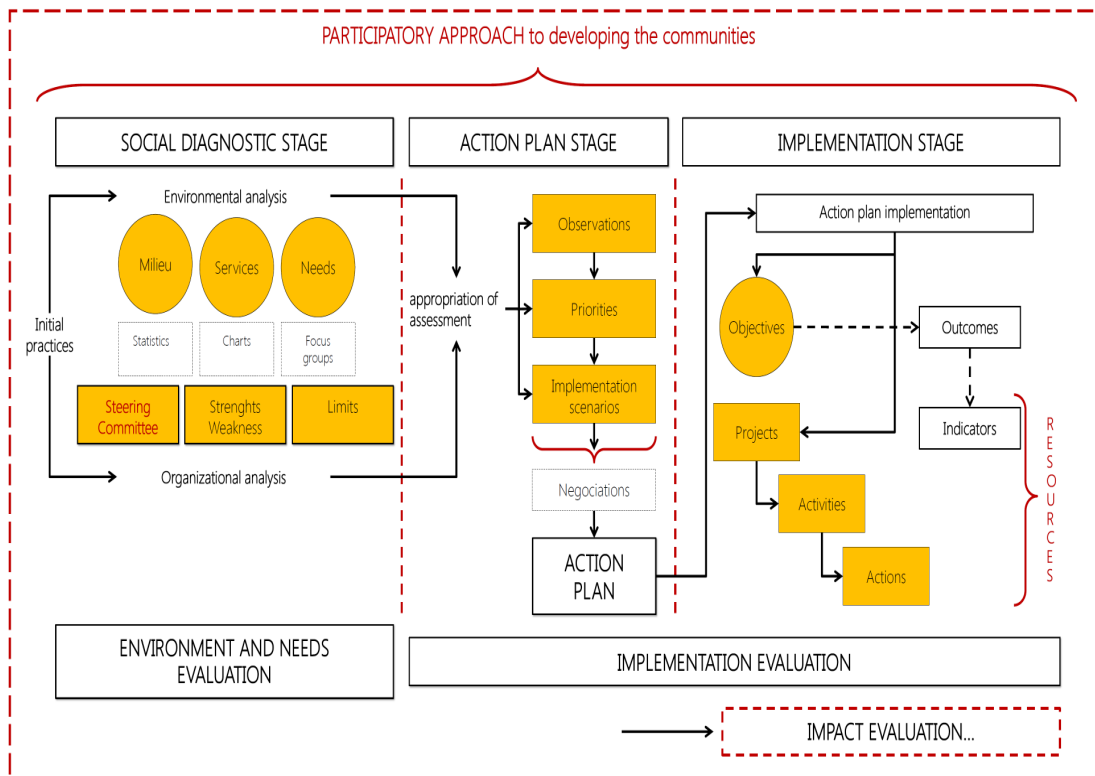 PARTICIPATORY APPROACH to developing the communities
SOCIAL DIAGNOSTIC STAGE
ACTION PLAN STAGE
IMPLEMENTATION STAGE
Environmental analysis
Milieu
Services
Needs
Statistics
Charts
Focus
groups
Initial
practices
Steering
Committee
Strenghts
Weakness
Limits
Organizational analysis
appropriation of
assessment
Observations
Priorities
Implementation
scenarios
Negociations
ACTION
PLAN
Action plan implementation
Objectives
Outcomes
Indicators
Projects
Activities
Actions
RESOURCES
ENVIRONMENT AND NEEDS
EVALUATION
IMPLEMENTATION EVALUATION
IMPACT EVALUATION...